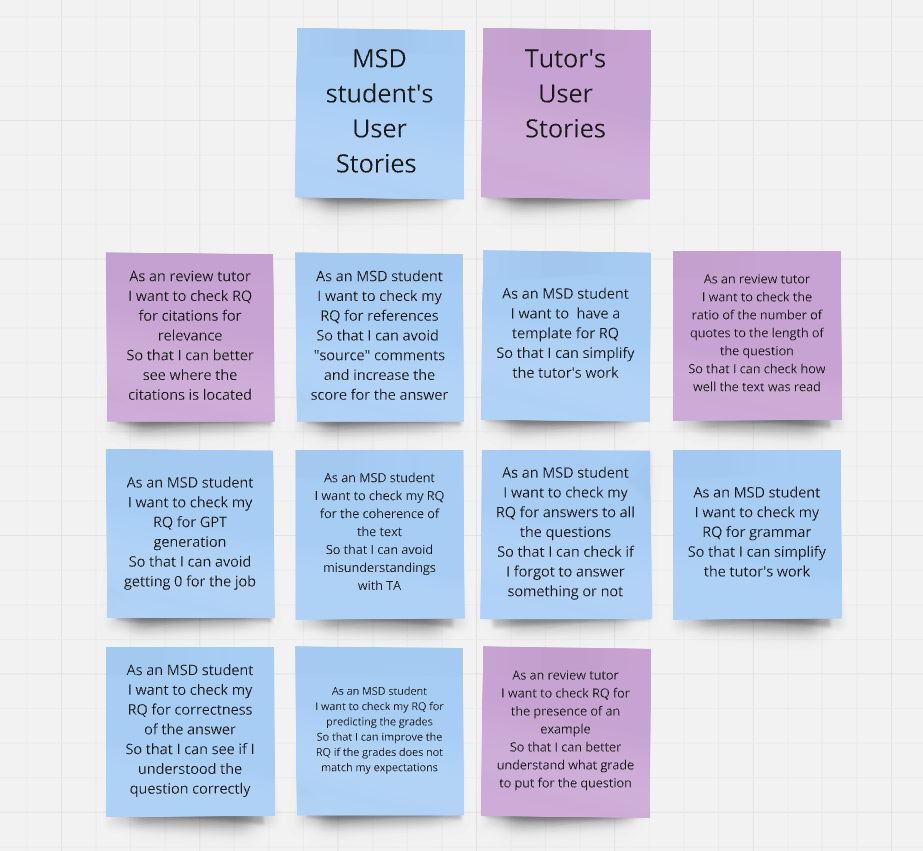 MSD
student's
User
Stories
Tutor's
User
Stories
As an review tutor
I want to check RQ
for citations for
relevance
So that I can better
see where the
citations is located
As an MSD student
I want to check my
RQ for references
So that I can avoid
"source" comments
and increase the
score for the answer
As an MSD student
I want to  have a
template for RQ
So that I can simplify
the tutor's work
As an review tutor
I want to check the
ratio of the number of
quotes to the length of
the question
So that I can check how
well the text was read
As an MSD student
I want to check my
RQ for GPT
generation
So that I can avoid
getting 0 for the job
As an MSD student
I want to check my RQ
for the coherence of
the text
So that I can avoid
misunderstandings
with TA
As an MSD student
I want to check my
RQ for answers to all
the questions
So that I can check if
I forgot to answer
something or not
As an MSD student
I want to check my
RQ for grammar
So that I can simplify
the tutor's work
As an MSD student
I want to check my
RQ for correctness
of the answer
So that I can see if I
understood the
question correctly
As an MSD student
I want to check my RQ for
predicting the grades
So that I can improve the
RQ if the grades does not
match my expectations
As an review tutor
I want to check RQ for
the presence of an
example
So that I can better
understand what grade
to put for the question